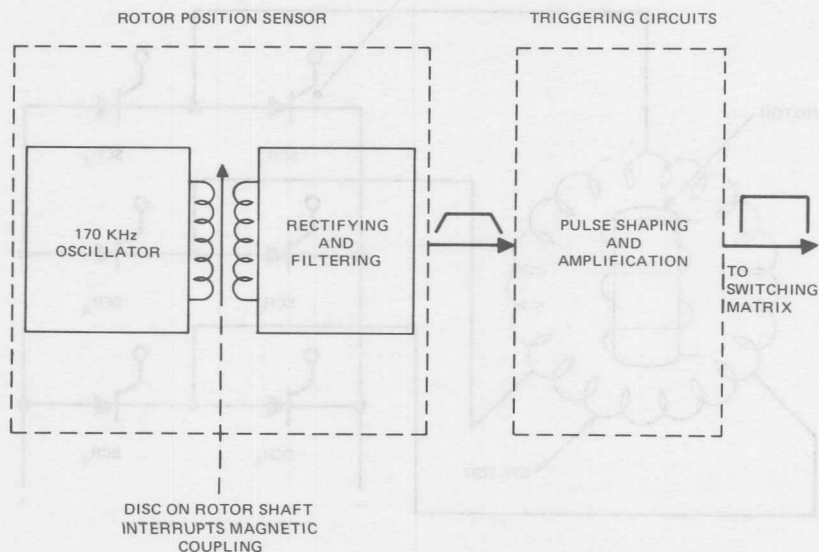 ROTOR POSITION SENSOR
TRIGGERING CIRCUITS
170 KHz
OSCILLATOR
RECTIFYING
AND
FILTERING
PULSE SHAPING
AND
AMPLIFICATION
TO
SWITCHING
MATRIX
DISC ON ROTOR SHAFT
INTERRUPTS MAGNETIC
COUPLING